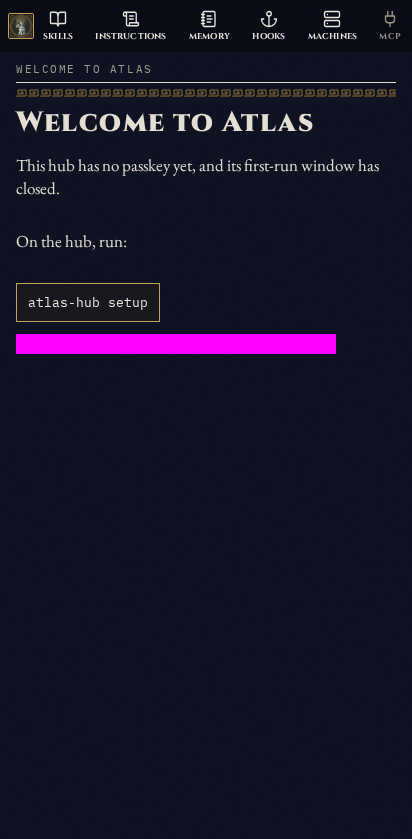 SKILLS
INSTRUCTIONS
MEMORY
HOOKS
MACHINES
MCP
WELCOME TO ATLAS
Welcome to Atlas
This hub has no passkey yet, and its first-run window has
closed.
On the hub, run:
atlas-hub setup